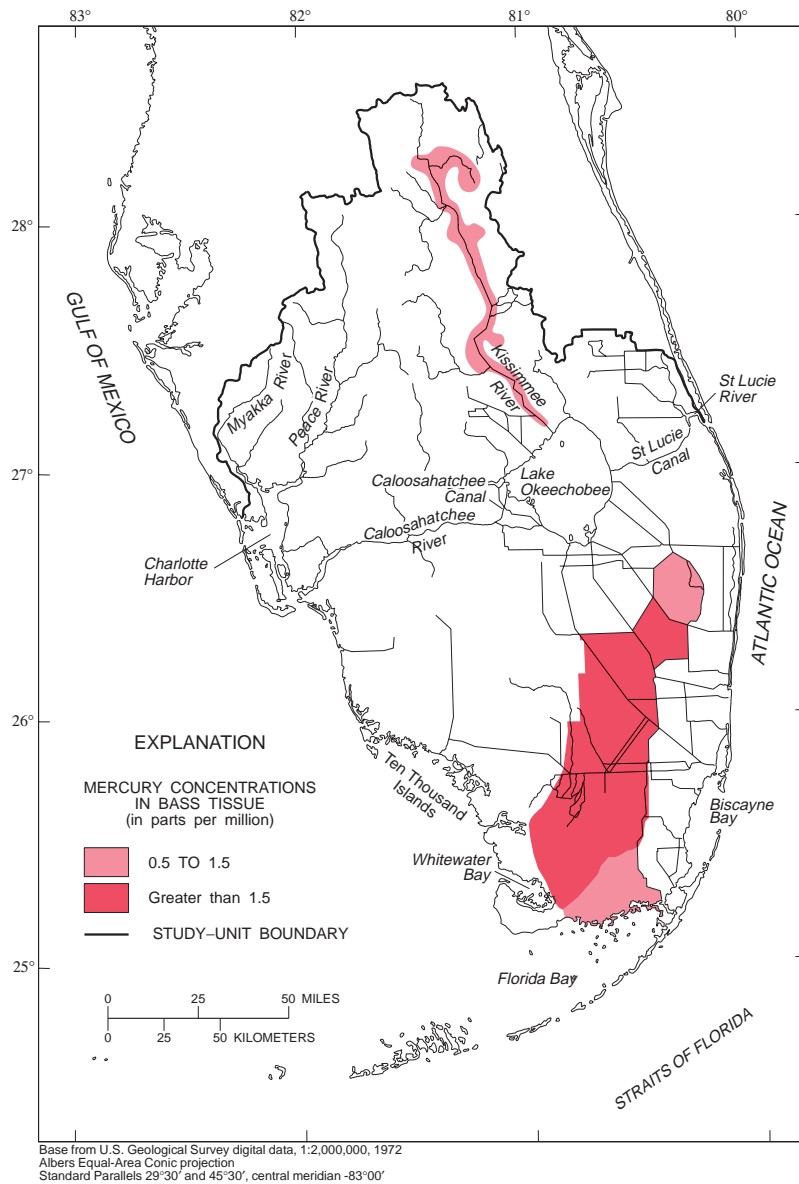 83°
82°
81°
80°
28°
27°
26°
25°
GULF OF MEXICO
Myakka River
Peace River
Kissimmee
River
St Lucie
River
St Lucie
Canal
Lake
Okeechobee
Caloosahatchee
Canal
Caloosahatchee
River
Charlotte
Harbor
ATLANTIC OCEAN
Ten Thousand
Islands
Whitewater
Bay
Biscayne
Bay
Florida Bay
STRAITS OF FLORIDA
EXPLANATION
MERCURY CONCENTRATIONS
IN BASS TISSUE
(in parts per million)
0.5 TO 1.5
Greater than 1.5
STUDY–UNIT BOUNDARY
0 25 50 MILES
0 25 50 KILOMETERS
Base from U.S. Geological Survey digital data, 1:2,000,000, 1972
Albers Equal-Area Conic projection
Standard Parallels 29°30′ and 45°30′, central meridian -83°00′